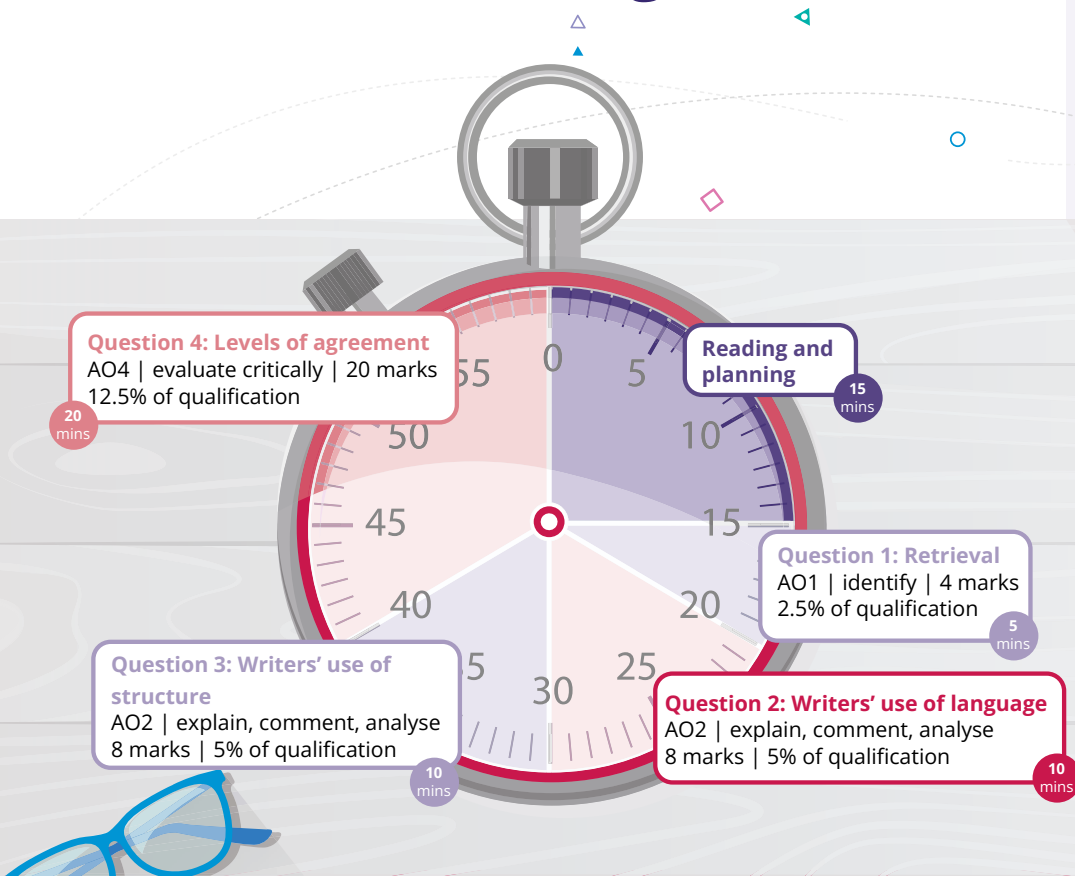 Question 4: Levels of agreement
AO4 | evaluate critically | 20 marks
12.5% of qualification
20
mins
Reading and
planning
15
mins
0
5
10
15
20
25
30
5
40
45
50
55
Question 1: Retrieval
AO1 | identify | 4 marks
2.5% of qualification
5
mins
Question 2: Writers’ use of language
AO2 | explain, comment, analyse
8 marks | 5% of qualification
10
mins
Question 3: Writers’ use of
structure
AO2 | explain, comment, analyse
8 marks | 5% of qualification
10
mins